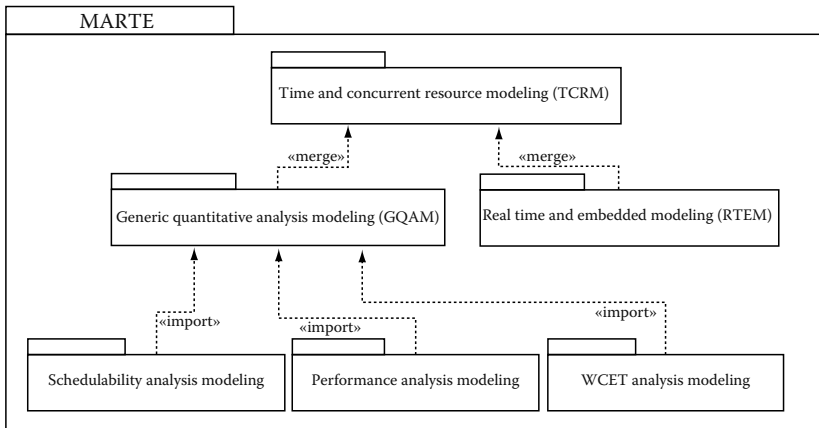 MARTE
Time and concurrent resource modeling (TCRM)
«merge»
«merge»
Generic quantitative analysis modeling (GQAM)
Real time and embedded modeling (RTEM)
«import»
«import»
«import»
Schedulability analysis modeling
Performance analysis modeling
WCET analysis modeling